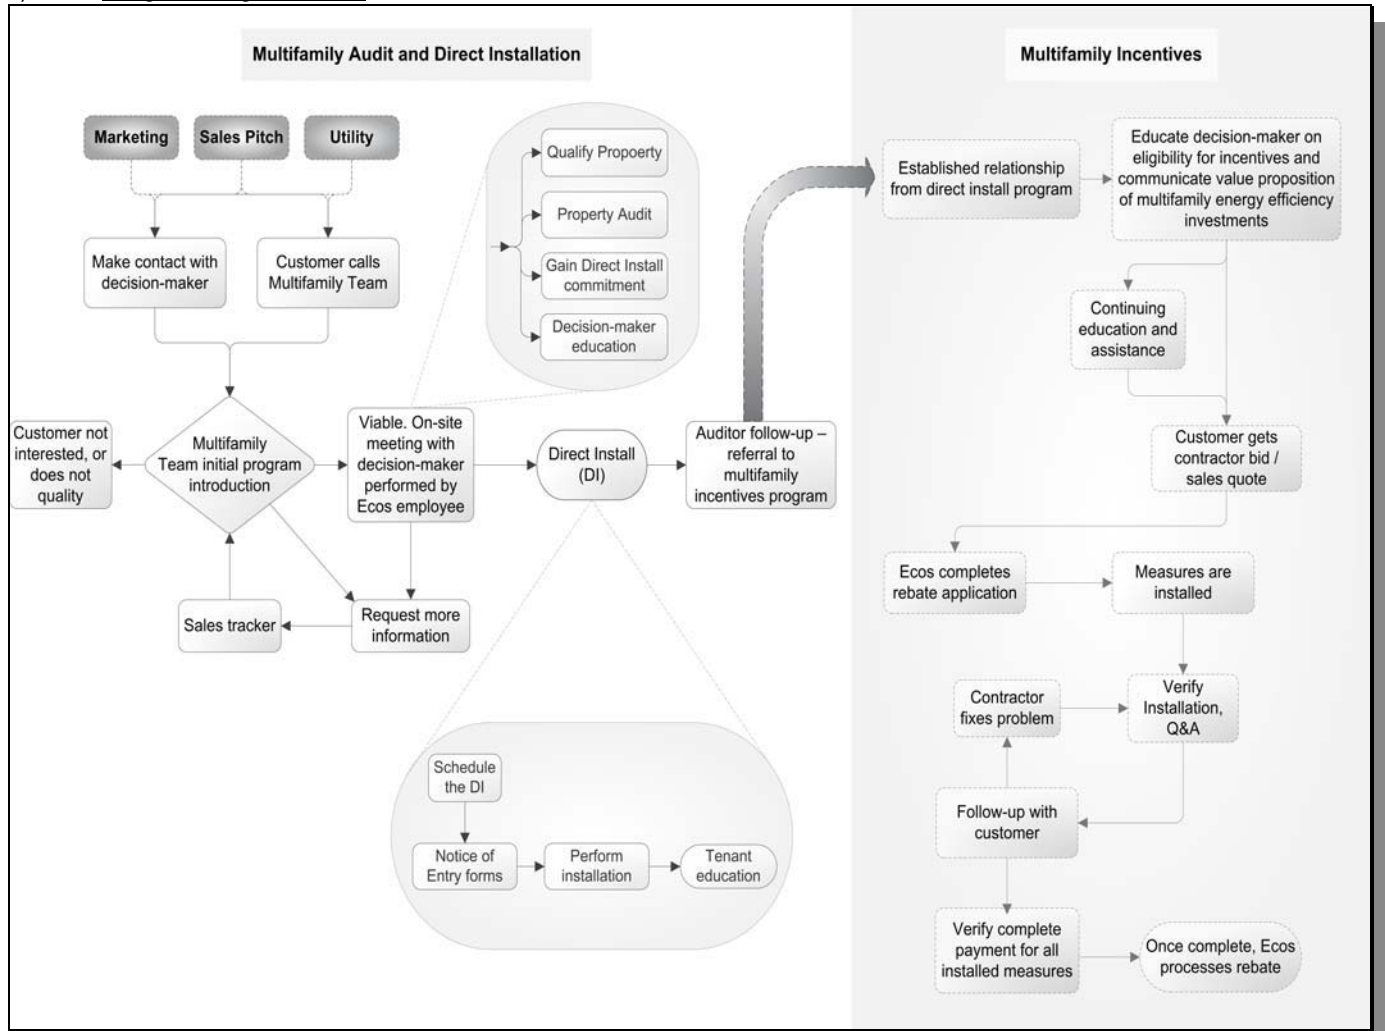 Multifamily Audit and Direct Installation
Marketing
Sales Pitch
Utility
Make contact with
decision-maker
Customer calls
Multifamily Team
Qualify Propoerty
Property Audit
Gain Direct Install
commitment
Decision-maker
education
Customer not
interested, or
does not
quality
Multifamily
Team initial program
introduction
Viable. On-site
meeting with
decision-maker
performed by
Ecos employee
Direct Install
(DI)
Auditor follow-up –
referral to
multifamily
incentives program
Sales tracker
Request more
information
Schedule
the DI
Notice of
Entry forms
Perform
installation
Tenant
education
Multifamily Incentives
Established relationship
from direct install program
Educate decision-maker on
eligibility for incentives and
communicate value proposition
of multifamily energy efficiency
investments
Continuing
education and
assistance
Customer gets
contractor bid /
sales quote
Ecos completes
rebate application
Measures are
installed
Contractor
fixes problem
Verify
Installation,
Q&A
Follow-up with
customer
Verify complete
payment for all
installed measures
Once complete, Ecos
processes rebate